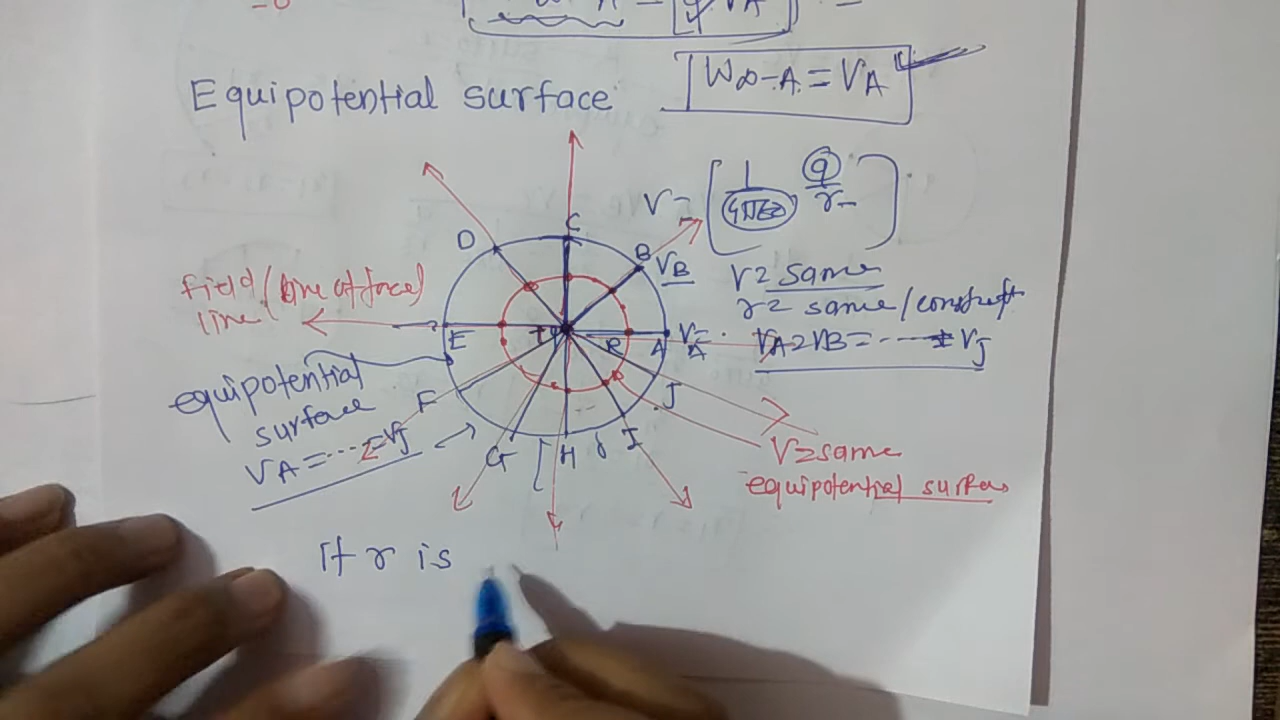 W∞-A = VA
Equipotential surface
V = [1/4πε0 q/r]
D
C
B
VB
V = same
r = same/constant
VA = VB = ----- = VJ
field/(line of force)
line
E
+q
R
A
VA =
equipotential
surface
VA = --- = VJ
F
G
H
r
I
J
V = same
equipotential surface
If r is